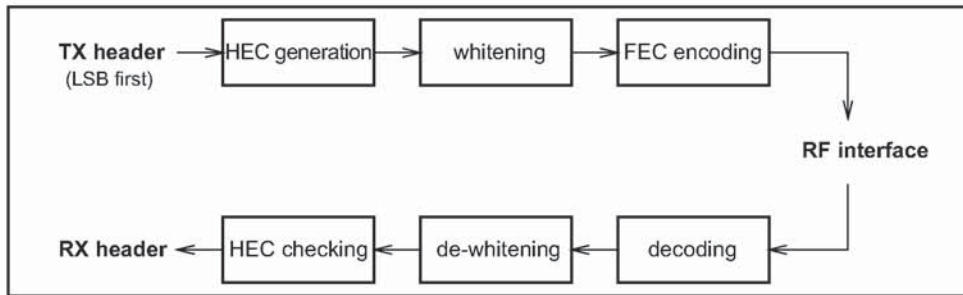 TX header
(LSB first)
HEC generation
whitening
FEC encoding
RF interface
RX header
HEC checking
de-whitening
decoding